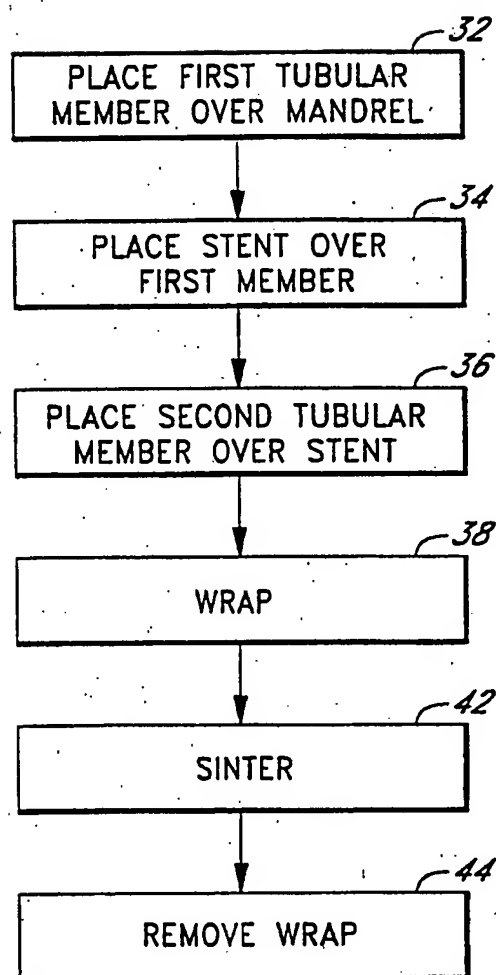 32
PLACE FIRST TUBULAR
MEMBER OVER MANDREL
34
PLACE STENT OVER
FIRST MEMBER
36
PLACE SECOND TUBULAR
MEMBER OVER STENT
38
WRAP
42
SINTER
44
REMOVE WRAP